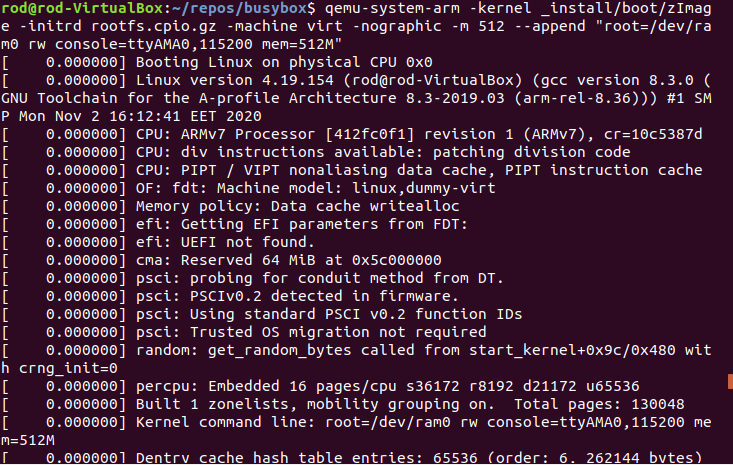 rod@rod-VirtualBox:~/repos/busybox$ qemu-system-arm -kernel _install/boot/zImag
e -initrd rootfs.cpio.gz -machine virt -nographic -m 512 --append "root=/dev/ra
m0 rw console=ttyAMA0,115200 mem=512M"
[    0.000000] Booting Linux on physical CPU 0x0
[    0.000000] Linux version 4.19.154 (rod@rod-VirtualBox) (gcc version 8.3.0 (
GNU Toolchain for the A-profile Architecture 8.3-2019.03 (arm-rel-8.36))) #1 SM
P Mon Nov 2 16:12:41 EET 2020
[    0.000000] CPU: ARMv7 Processor [412fc0f1] revision 1 (ARMv7), cr=10c5387d
[    0.000000] CPU: div instructions available: patching division code
[    0.000000] CPU: PIPT / VIPT nonaliasing data cache, PIPT instruction cache
[    0.000000] OF: fdt: Machine model: linux,dummy-virt
[    0.000000] Memory policy: Data cache writealloc
[    0.000000] efi: Getting EFI parameters from FDT:
[    0.000000] efi: UEFI not found.
[    0.000000] cma: Reserved 64 MiB at 0x5c000000
[    0.000000] psci: probing for conduit method from DT.
[    0.000000] psci: PSCIv0.2 detected in firmware.
[    0.000000] psci: Using standard PSCI v0.2 function IDs
[    0.000000] psci: Trusted OS migration not required
[    0.000000] random: get_random_bytes called from start_kernel+0x9c/0x480 wit
h crng_init=0
[    0.000000] percpu: Embedded 16 pages/cpu s36172 r8192 d21172 u65536
[    0.000000] Built 1 zonelists, mobility grouping on.  Total pages: 130048
[    0.000000] Kernel command line: root=/dev/ram0 rw console=ttyAMA0,115200 me
m=512M
[    0.000000] Dentry cache hash table entries: 65536 (order: 6, 262144 bytes)